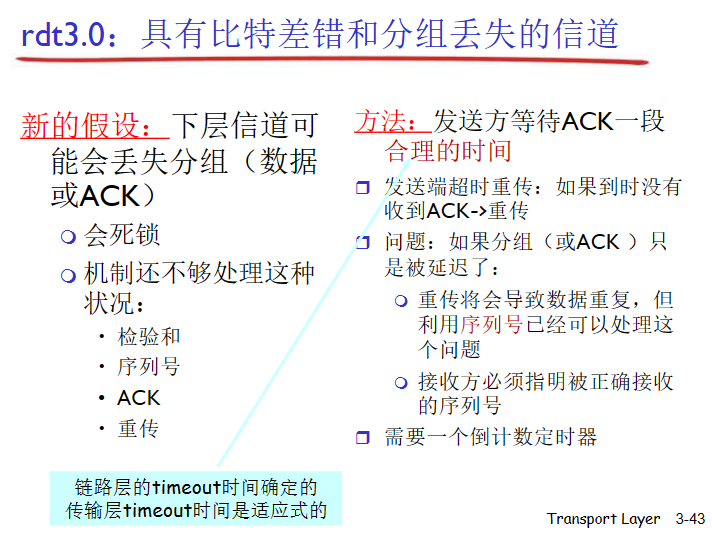 rdt3.0：具有比特差错和分组丢失的信道
新的假设：下层信道可
能会丢失分组（数据
或ACK）
会死锁
机制还不够处理这种
状况：
• 检验和
• 序列号
• ACK
• 重传
方法：发送方等待ACK一段
合理的时间
发送端超时重传：如果到时没有
收到ACK->重传
问题：如果分组（或ACK ）只
是被延迟了：
重传将会导致数据重复，但
利用序列号已经可以处理这
个问题
接收方必须指明被正确接收
的序列号
需要一个倒计数定时器
链路层的timeout时间确定的
传输层timeout时间是适应式的
Transport Layer 3-43